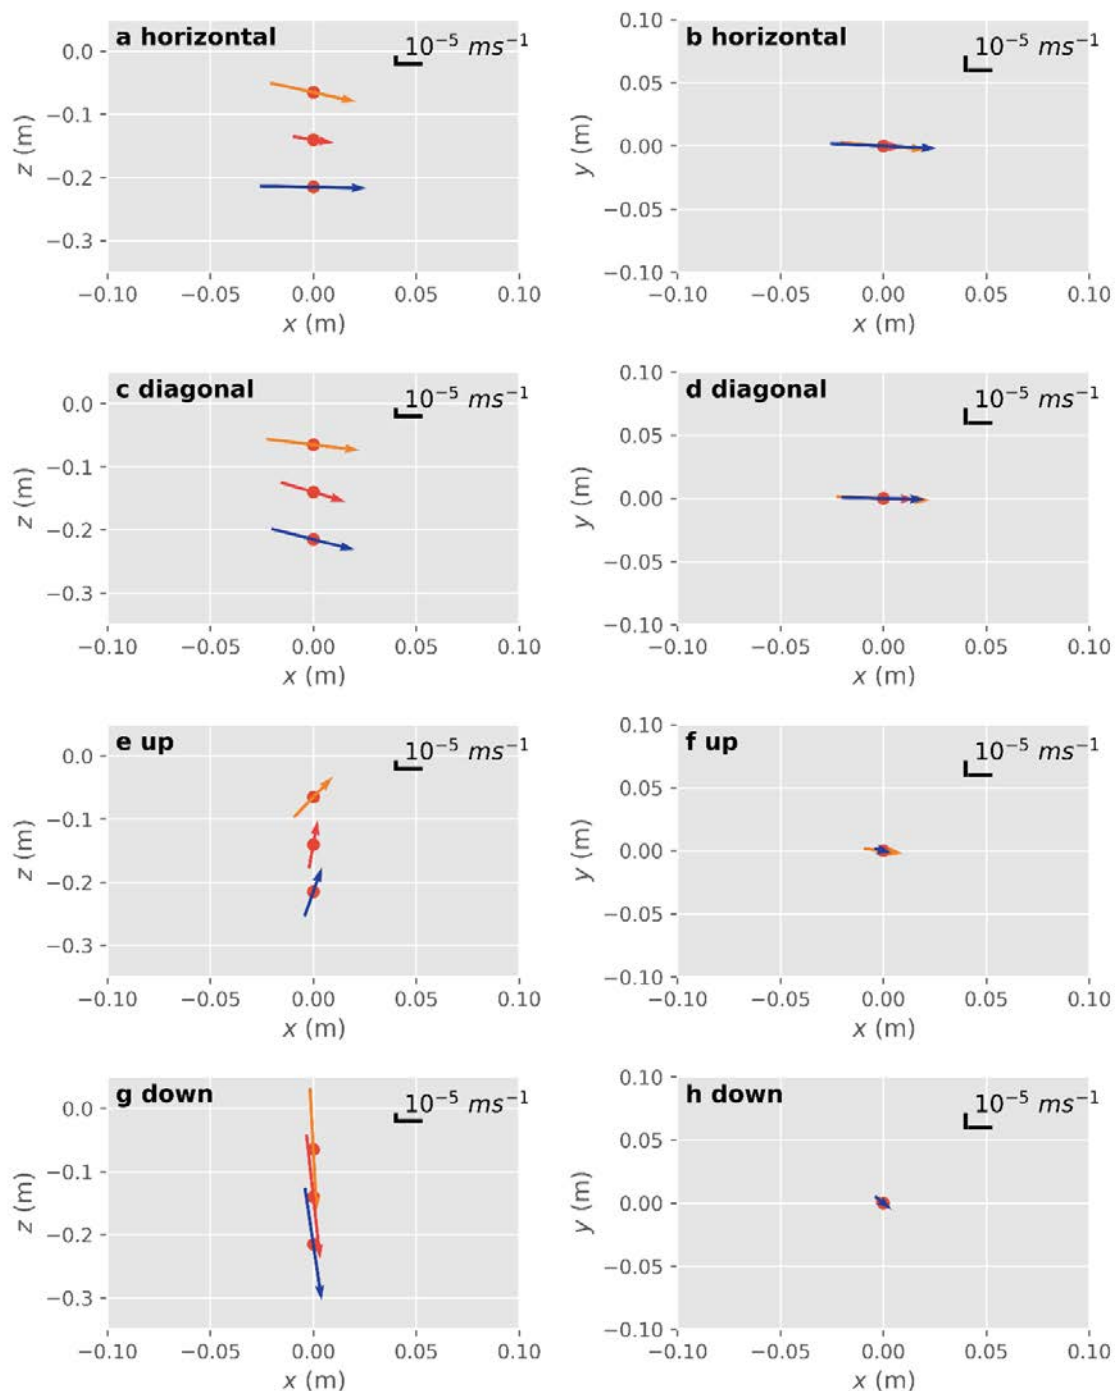 a horizontal
10⁻⁵ ms⁻¹
0.0
−0.1
−0.2
−0.3
z (m)
−0.10 −0.05 0.00 0.05 0.10
x (m)
b horizontal
10⁻⁵ ms⁻¹
0.10
0.05
0.00
−0.05
−0.10
y (m)
−0.10 −0.05 0.00 0.05 0.10
x (m)
c diagonal
10⁻⁵ ms⁻¹
0.0
−0.1
−0.2
−0.3
z (m)
−0.10 −0.05 0.00 0.05 0.10
x (m)
d diagonal
10⁻⁵ ms⁻¹
0.10
0.05
0.00
−0.05
−0.10
y (m)
−0.10 −0.05 0.00 0.05 0.10
x (m)
e up
10⁻⁵ ms⁻¹
0.0
−0.1
−0.2
−0.3
z (m)
−0.10 −0.05 0.00 0.05 0.10
x (m)
f up
10⁻⁵ ms⁻¹
0.10
0.05
0.00
−0.05
−0.10
y (m)
−0.10 −0.05 0.00 0.05 0.10
x (m)
g down
10⁻⁵ ms⁻¹
0.0
−0.1
−0.2
−0.3
z (m)
−0.10 −0.05 0.00 0.05 0.10
x (m)
h down
10⁻⁵ ms⁻¹
0.10
0.05
0.00
−0.05
−0.10
y (m)
−0.10 −0.05 0.00 0.05 0.10
x (m)